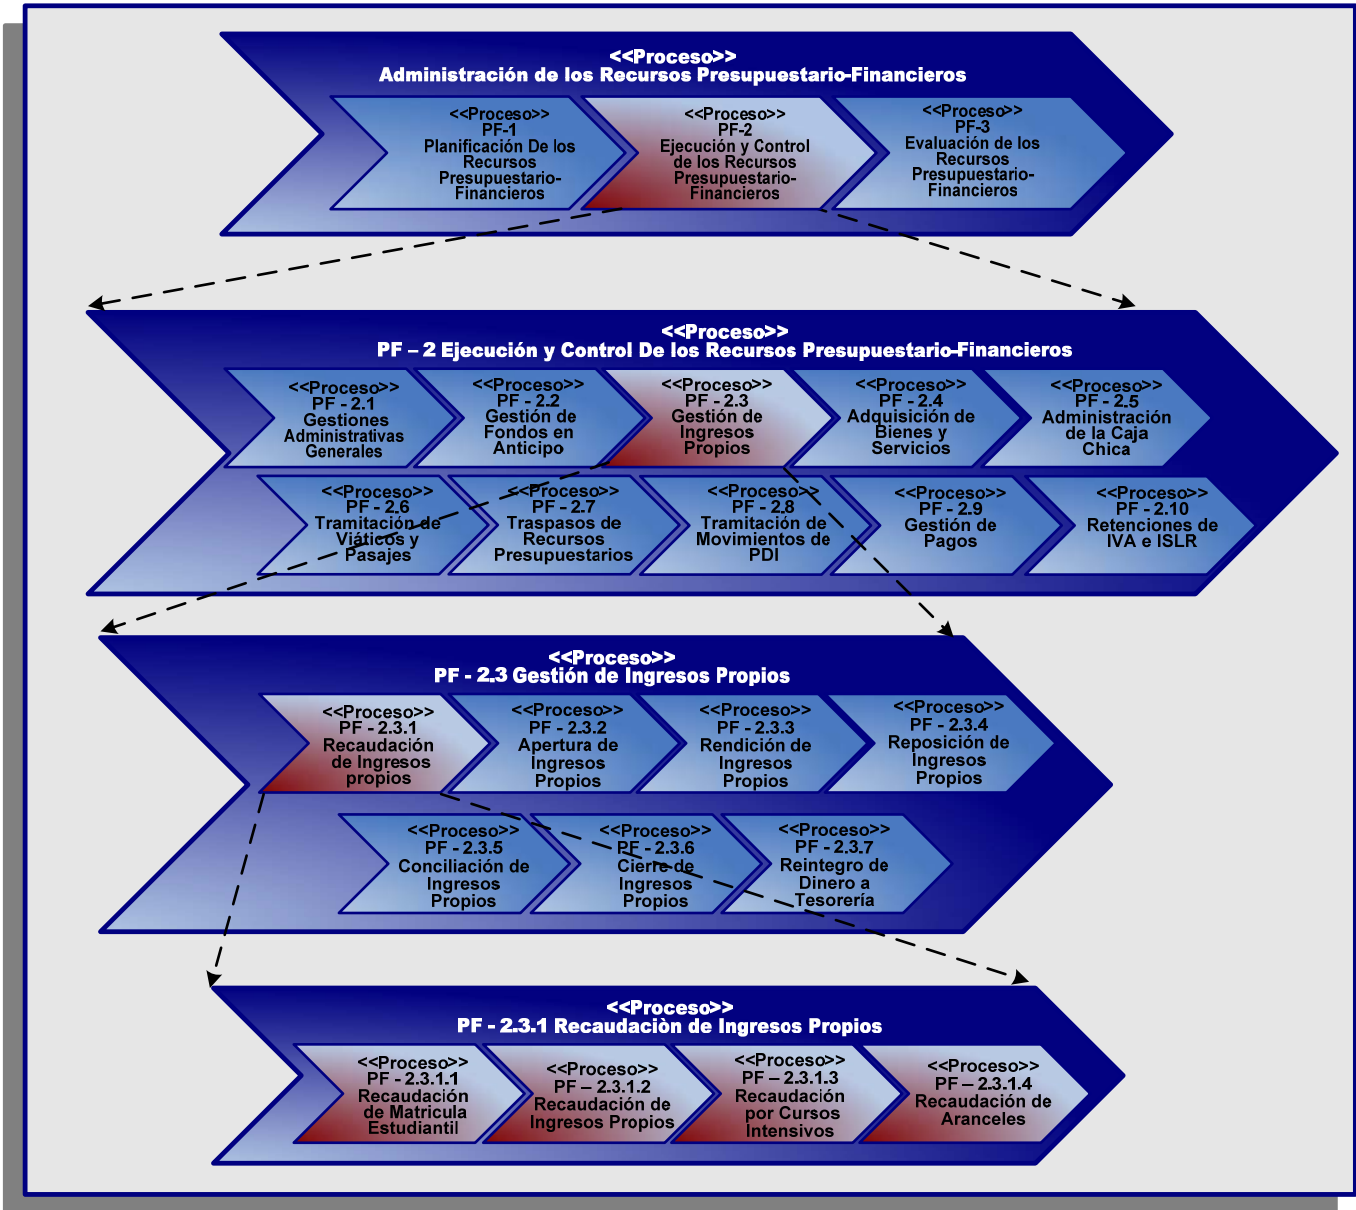 <<Proceso>>
Administración de los Recursos Presupuestario-Financieros
<<Proceso>>
PF-1
Planificación De los
Recursos
Presupuestario-
Financieros
<<Proceso>>
PF-2
Ejecución y Control
de los Recursos
Presupuestario-
Financieros
<<Proceso>>
PF-3
Evaluación de los
Recursos
Presupuestario-
Financieros
<<Proceso>>
PF – 2 Ejecución y Control De los Recursos Presupuestario-Financieros
<<Proceso>>
PF - 2.1
Gestiones
Administrativas
Generales
<<Proceso>>
PF - 2.2
Gestión de
Fondos en
Anticipo
<<Proceso>>
PF - 2.3
Gestión de
Ingresos
Propios
<<Proceso>>
PF - 2.4
Adquisición de
Bienes y
Servicios
<<Proceso>>
PF - 2.5
Administración
de la Caja
Chica
<<Proceso>>
PF - 2.6
Tramitación de
Viáticos y
Pasajes
<<Proceso>>
PF - 2.7
Traspasos de
Recursos
Presupuestarios
<<Proceso>>
PF - 2.8
Tramitación de
Movimientos de
PDI
<<Proceso>>
PF - 2.9
Gestión de
Pagos
<<Proceso>>
PF - 2.10
Retenciones de
IVA e ISLR
<<Proceso>>
PF - 2.3 Gestión de Ingresos Propios
<<Proceso>>
PF - 2.3.1
Recaudación
de Ingresos
propios
<<Proceso>>
PF - 2.3.2
Apertura de
Ingresos
Propios
<<Proceso>>
PF - 2.3.3
Rendición de
Ingresos
Propios
<<Proceso>>
PF - 2.3.4
Reposición de
Ingresos
Propios
<<Proceso>>
PF - 2.3.5
Conciliación de
Ingresos
Propios
<<Proceso>>
PF - 2.3.6
Cierre de
Ingresos
Propios
<<Proceso>>
PF - 2.3.7
Reintegro de
Dinero a
Tesorería
<<Proceso>>
PF - 2.3.1 Recaudaciòn de Ingresos Propios
<<Proceso>>
PF - 2.3.1.1
Recaudación
de Matricula
Estudiantil
<<Proceso>>
PF – 2.3.1.2
Recaudación de
Ingresos Propios
<<Proceso>>
PF – 2.3.1.3
Recaudación
por Cursos
Intensivos
<<Proceso>>
PF – 2.3.1.4
Recaudación de
Aranceles